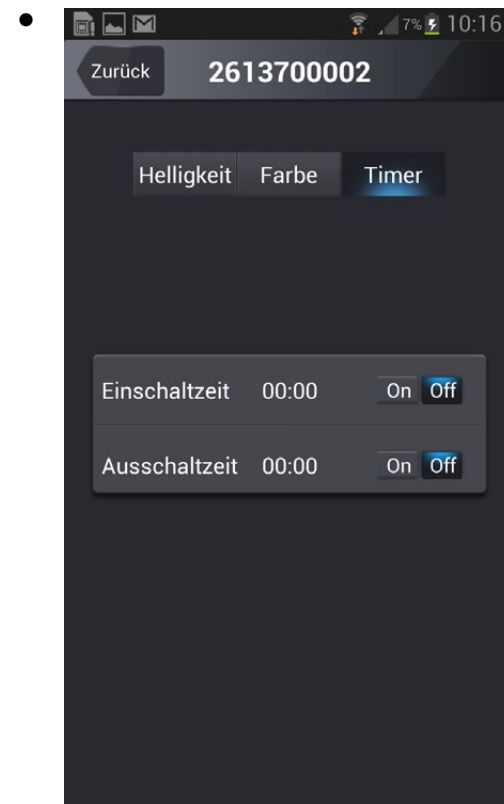 7% 10:16
Zurück 2613700002
Helligkeit Farbe Timer
Einschaltzeit 00:00 On Off
Ausschaltzeit 00:00 On Off